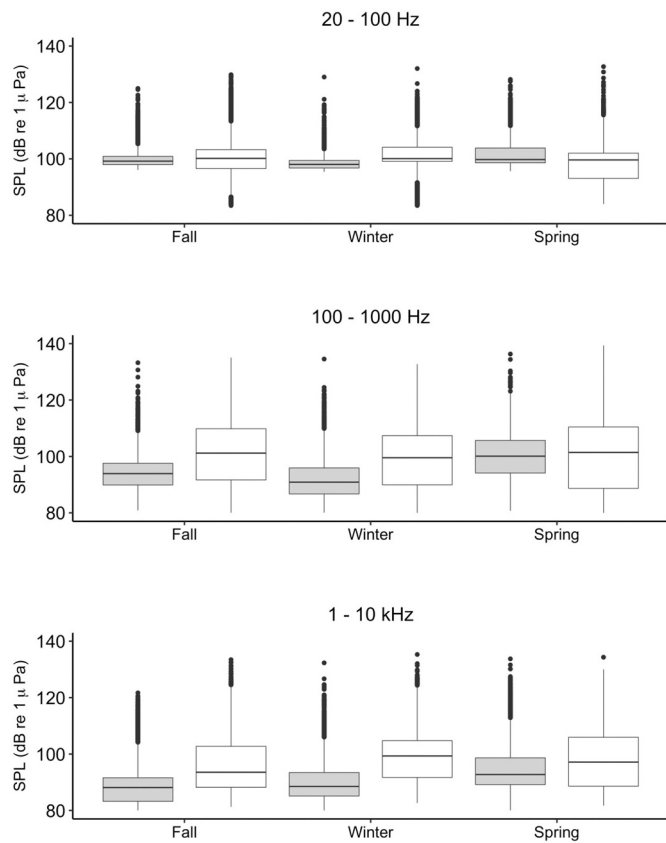 20 - 100 Hz
SPL (dB re 1 μ Pa)
140
120
100
80
Fall Winter Spring
100 - 1000 Hz
SPL (dB re 1 μ Pa)
140
120
100
80
Fall Winter Spring
1 - 10 kHz
SPL (dB re 1 μ Pa)
140
120
100
80
Fall Winter Spring